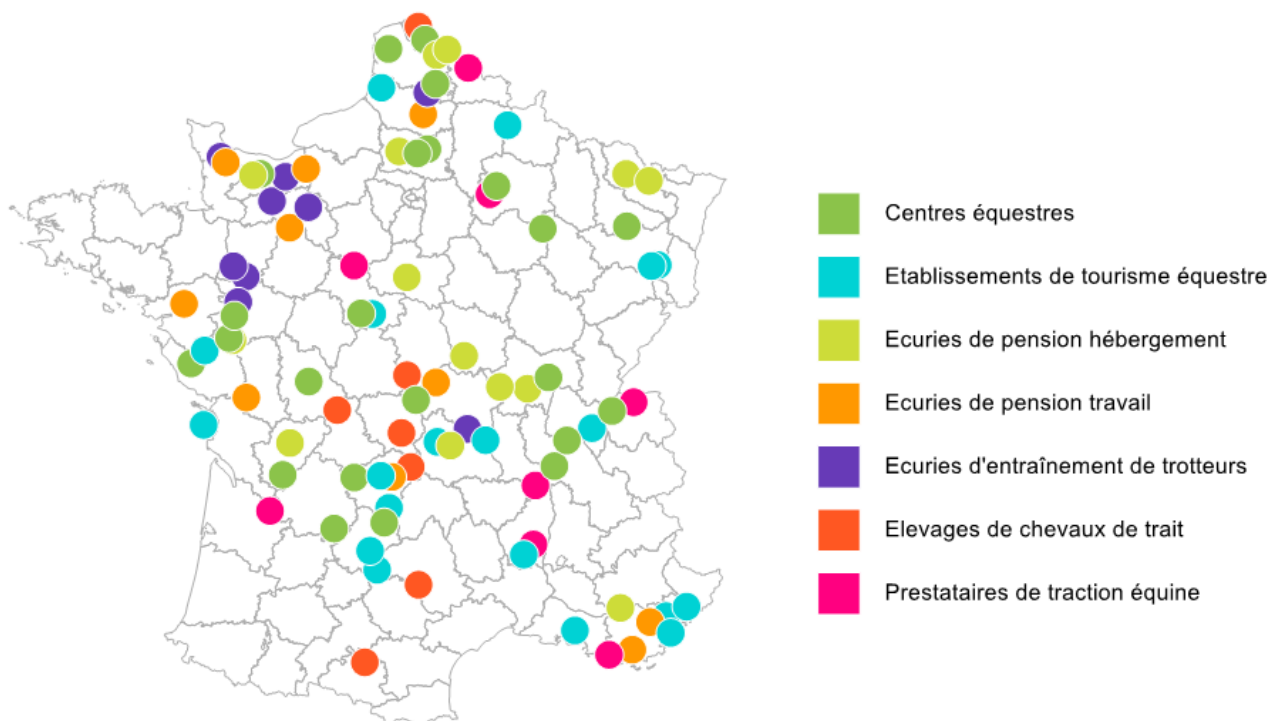 Centres équestres
Etablissements de tourisme équestre
Ecuries de pension hébergement
Ecuries de pension travail
Ecuries d'entraînement de trotteurs
Elevages de chevaux de trait
Prestataires de traction équine